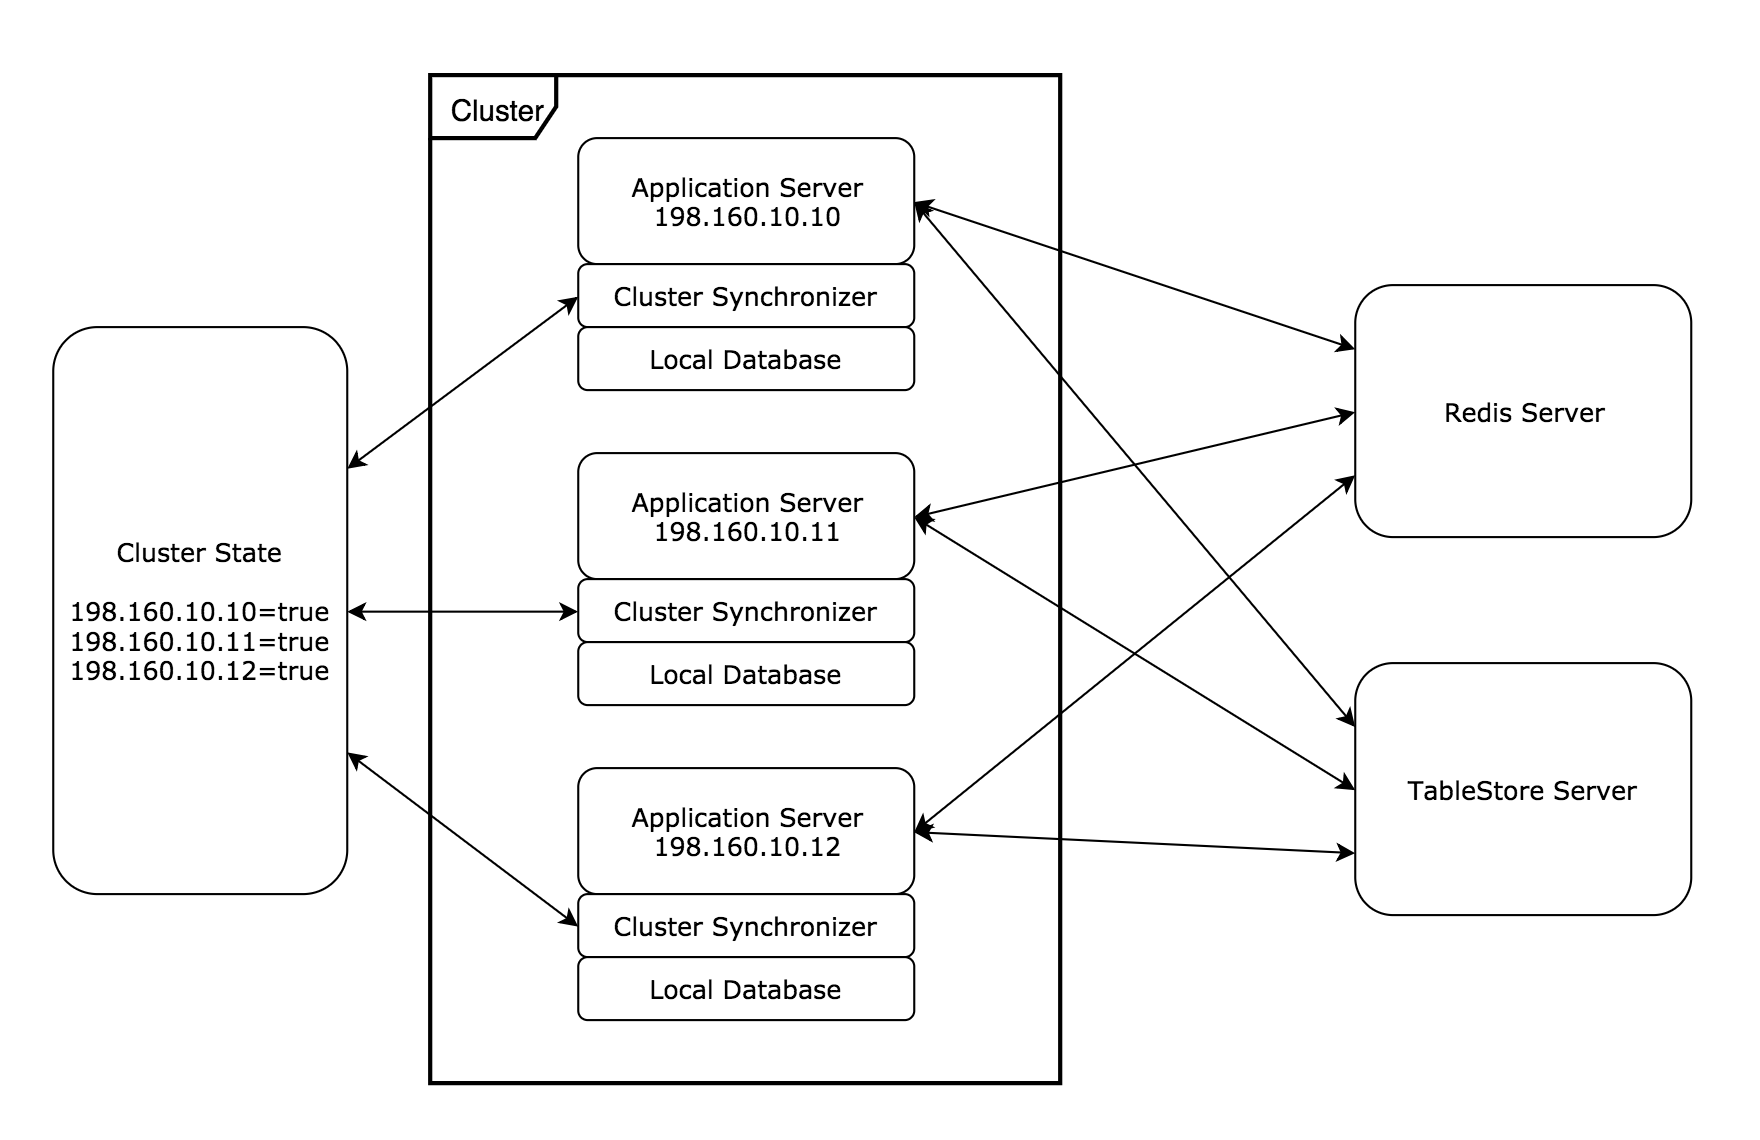 Cluster
Application Server
198.160.10.10
Cluster Synchronizer
Local Database
Application Server
198.160.10.11
Cluster Synchronizer
Local Database
Application Server
198.160.10.12
Cluster Synchronizer
Local Database
Cluster State
198.160.10.10=true
198.160.10.11=true
198.160.10.12=true
Redis Server
TableStore Server